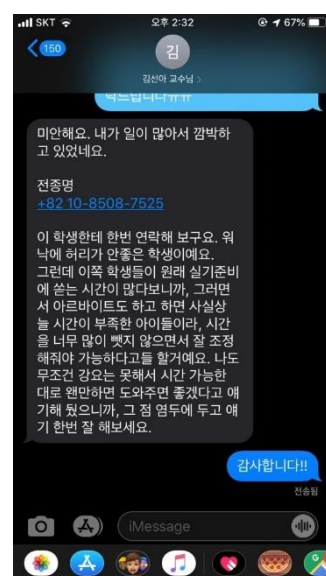 SKT
오후 2:32
67%
150
김
김선아 교수님
미안해요. 내가 일이 많아서 깜박하
고 있었네요.
전종명
+82 10-8508-7525
이 학생한테 한번 연락해 보구요. 워
낙에 허리가 안좋은 학생이예요.
그런데 이쪽 학생들이 원래 실기준비
에 쏟는 시간이 많다보니까, 그러면
서 아르바이트도 하고 하면 사실상
늘 시간이 부족한 아이들이라, 시간
을 너무 많이 뺏지 않으면서 잘 조정
해줘야 가능하다고들 할거예요. 나도
무조건 강요는 못해서 시간 가능한
대로 왠만하면 도와주면 좋겠다고 얘
기해 뒀으니까, 그 점 염두에 두고 얘
기 한번 잘 해보세요.
감사합니다!!
전송됨
iMessage